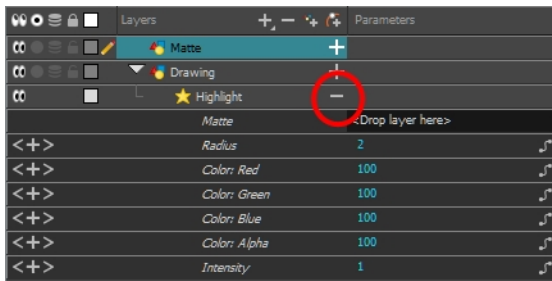 Layers Parameters
Matte
Drawing
Highlight
Matte <Drop layer here>
Radius 2
Color: Red 100
Color: Green 100
Color: Blue 100
Color: Alpha 100
Intensity 1